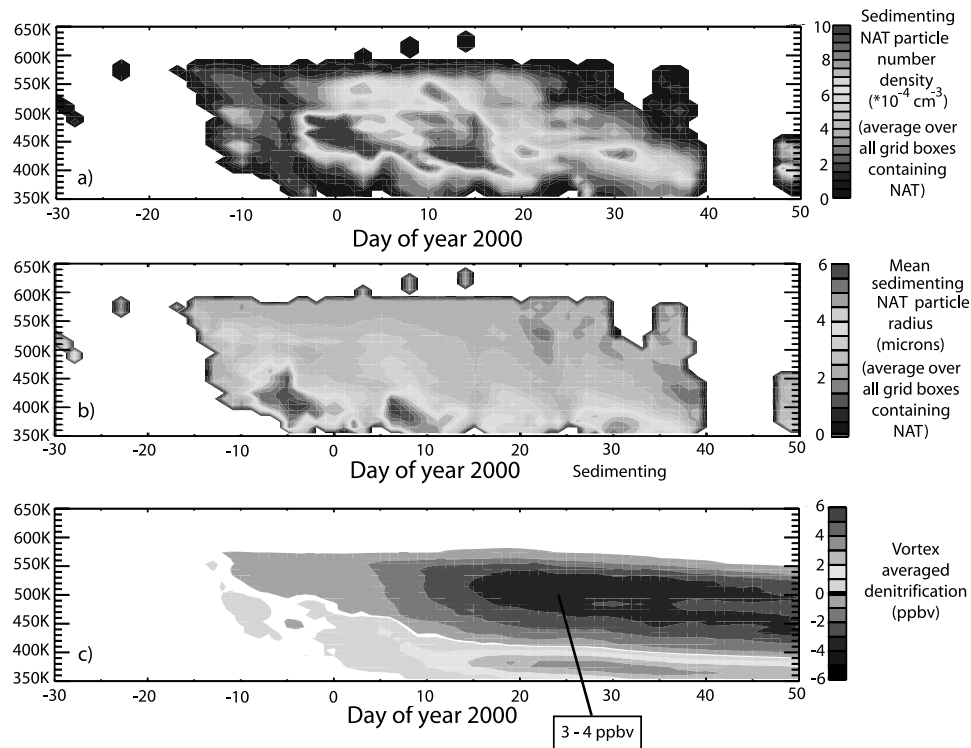 650K
600K
550K
500K
450K
400K
350K
a)
-30
-20
-10
0
10
20
30
40
50
Day of year 2000
10
8
6
4
2
0
Sedimenting
NAT particle
number
density
(*10-4 cm-3)
(average over
all grid boxes
containing
NAT)
650K
600K
550K
500K
450K
400K
350K
b)
-30
-20
-10
0
10
20
30
40
50
Day of year 2000
Sedimenting
6
4
2
0
Mean
sedimenting
NAT particle
radius
(microns)
(average over
all grid boxes
containing
NAT)
650K
600K
550K
500K
450K
400K
350K
c)
-30
-20
-10
0
10
20
30
40
50
Day of year 2000
3 - 4 ppbv
6
4
2
0
-2
-4
-6
Vortex
averaged
denitrification
(ppbv)